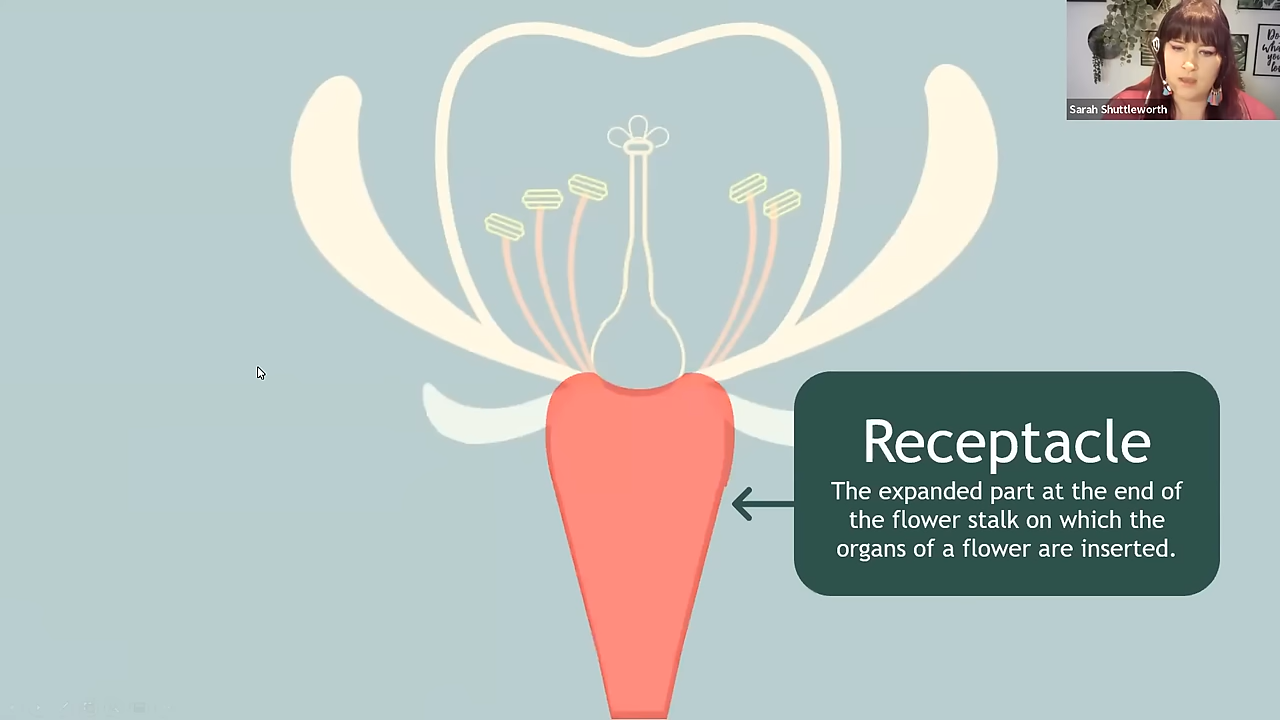 Sarah Shuttleworth
Receptacle
The expanded part at the end of
the flower stalk on which the
organs of a flower are inserted.